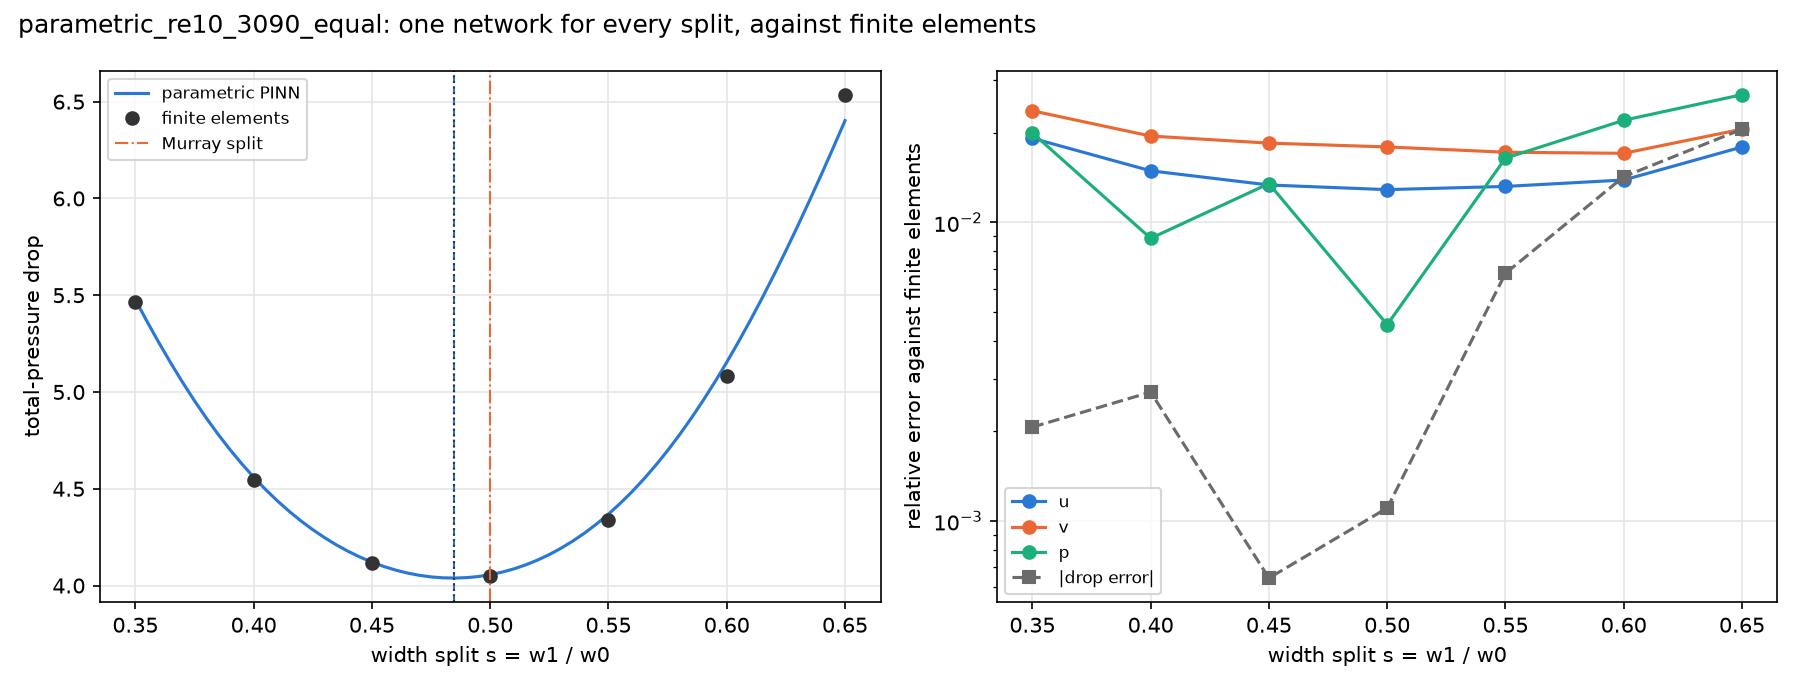 parametric_re10_3090_equal: one network for every split, against finite elements
total-pressure drop
6.5
6.0
5.5
5.0
4.5
4.0
parametric PINN
finite elements
Murray split
0.35 0.40 0.45 0.50 0.55 0.60 0.65
width split s = w1 / w0
relative error against finite elements
10⁻²
10⁻³
u
v
p
|drop error|
0.35 0.40 0.45 0.50 0.55 0.60 0.65
width split s = w1 / w0